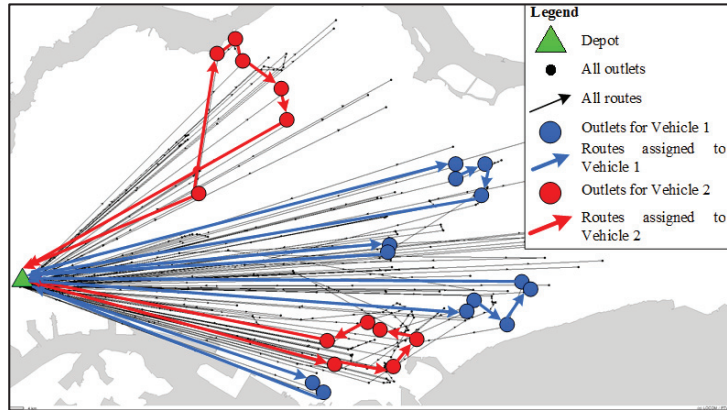 Legend
Depot
All outlets
All routes
Outlets for Vehicle 1
Routes assigned to
Vehicle 1
Outlets for Vehicle 2
Routes assigned to
Vehicle 2